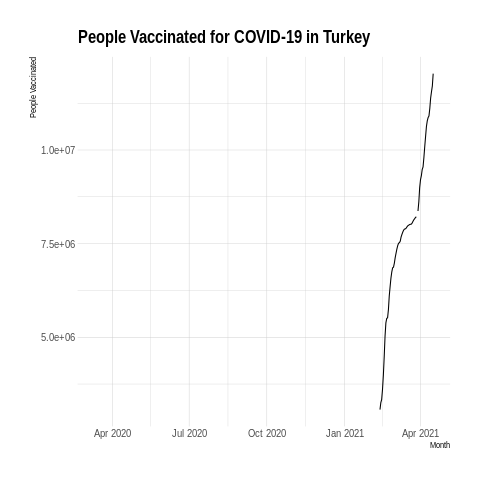 People Vaccinated for COVID-19 in Turkey
People Vaccinated
1.0e+07
7.5e+06
5.0e+06
Apr 2020 Jul 2020 Oct 2020 Jan 2021 Apr 2021
Month